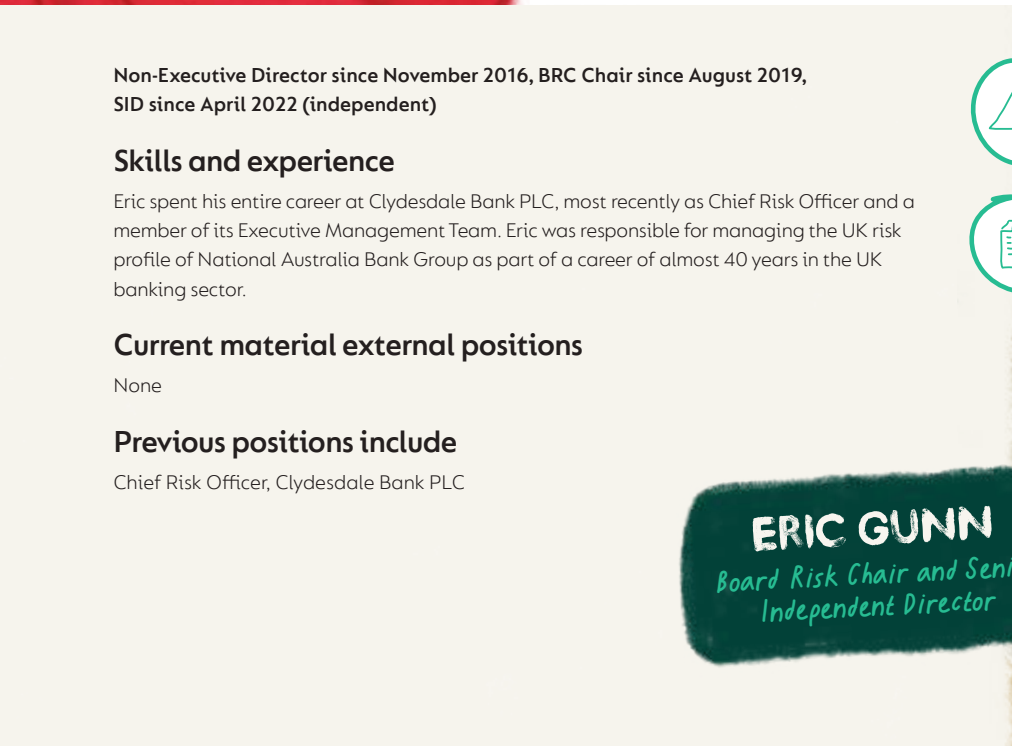 Non-Executive Director since November 2016, BRC Chair since August 2019,
SID since April 2022 (independent)
Skills and experience
Eric spent his entire career at Clydesdale Bank PLC, most recently as Chief Risk Officer and a
member of its Executive Management Team. Eric was responsible for managing the UK risk
profile of National Australia Bank Group as part of a career of almost 40 years in the UK
banking sector.
Current material external positions
None
Previous positions include
Chief Risk Officer, Clydesdale Bank PLC
ERIC GUNN
Board Risk Chair and
Independent Director